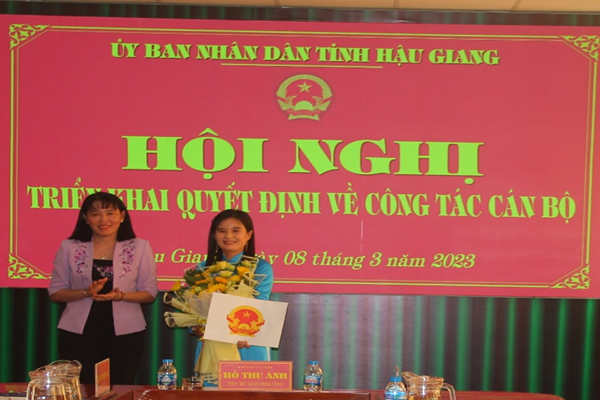 ỦY BAN NHÂN DÂN TỈNH HẬU GIANG
HỘI NGHỊ
TRIỂN KHAI QUYẾT ĐỊNH VỀ CÔNG TÁC CÁN BỘ
u Giang, ngày 08 tháng 3 năm 2023
HỒ THU ÁNH